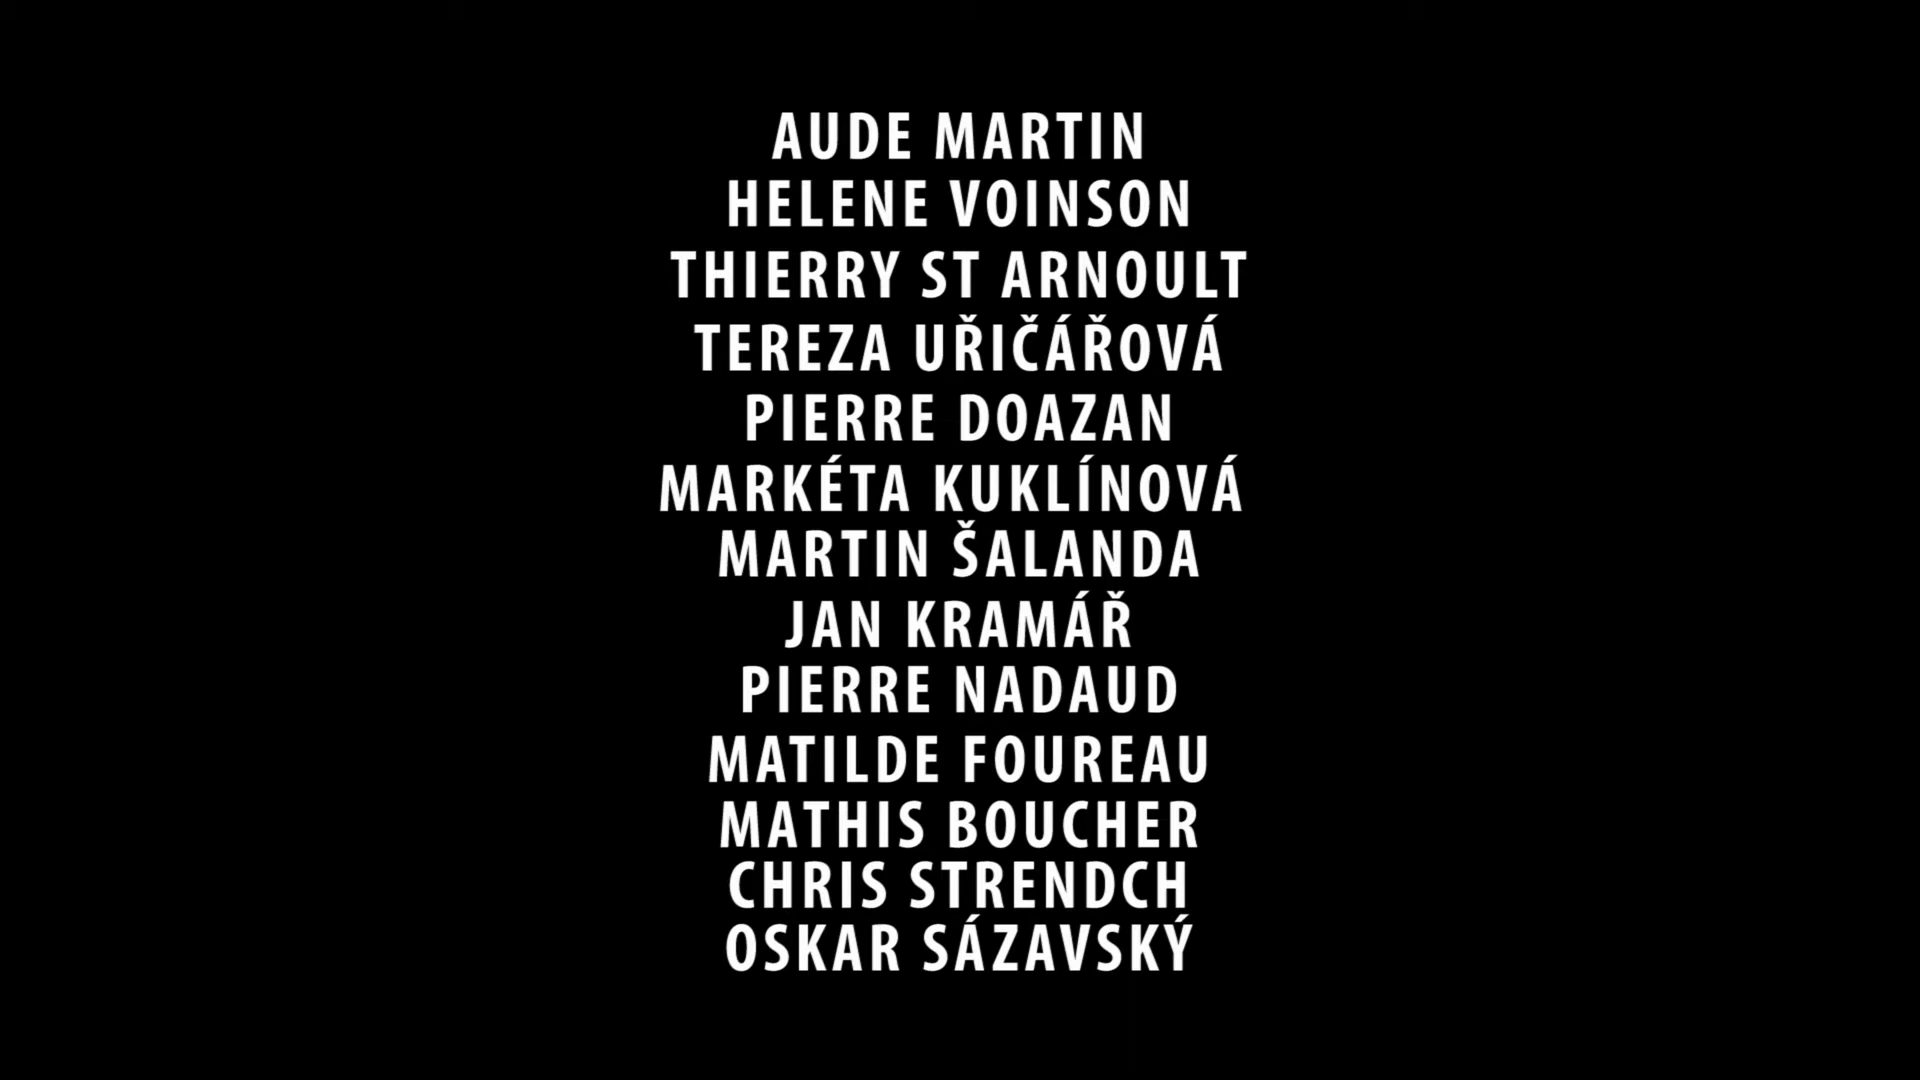 AUDE MARTIN
HELENE VOINSON
THIERRY ST ARNOULT
TEREZA UŘIČÁŘOVÁ
PIERRE DOAZAN
MARKÉTA KUKLÍNOVÁ
MARTIN ŠALANDA
JAN KRAMÁŘ
PIERRE NADAUD
MATILDE FOUREAU
MATHIS BOUCHER
CHRIS STRENDCH
OSKAR SÁZAVSKÝ